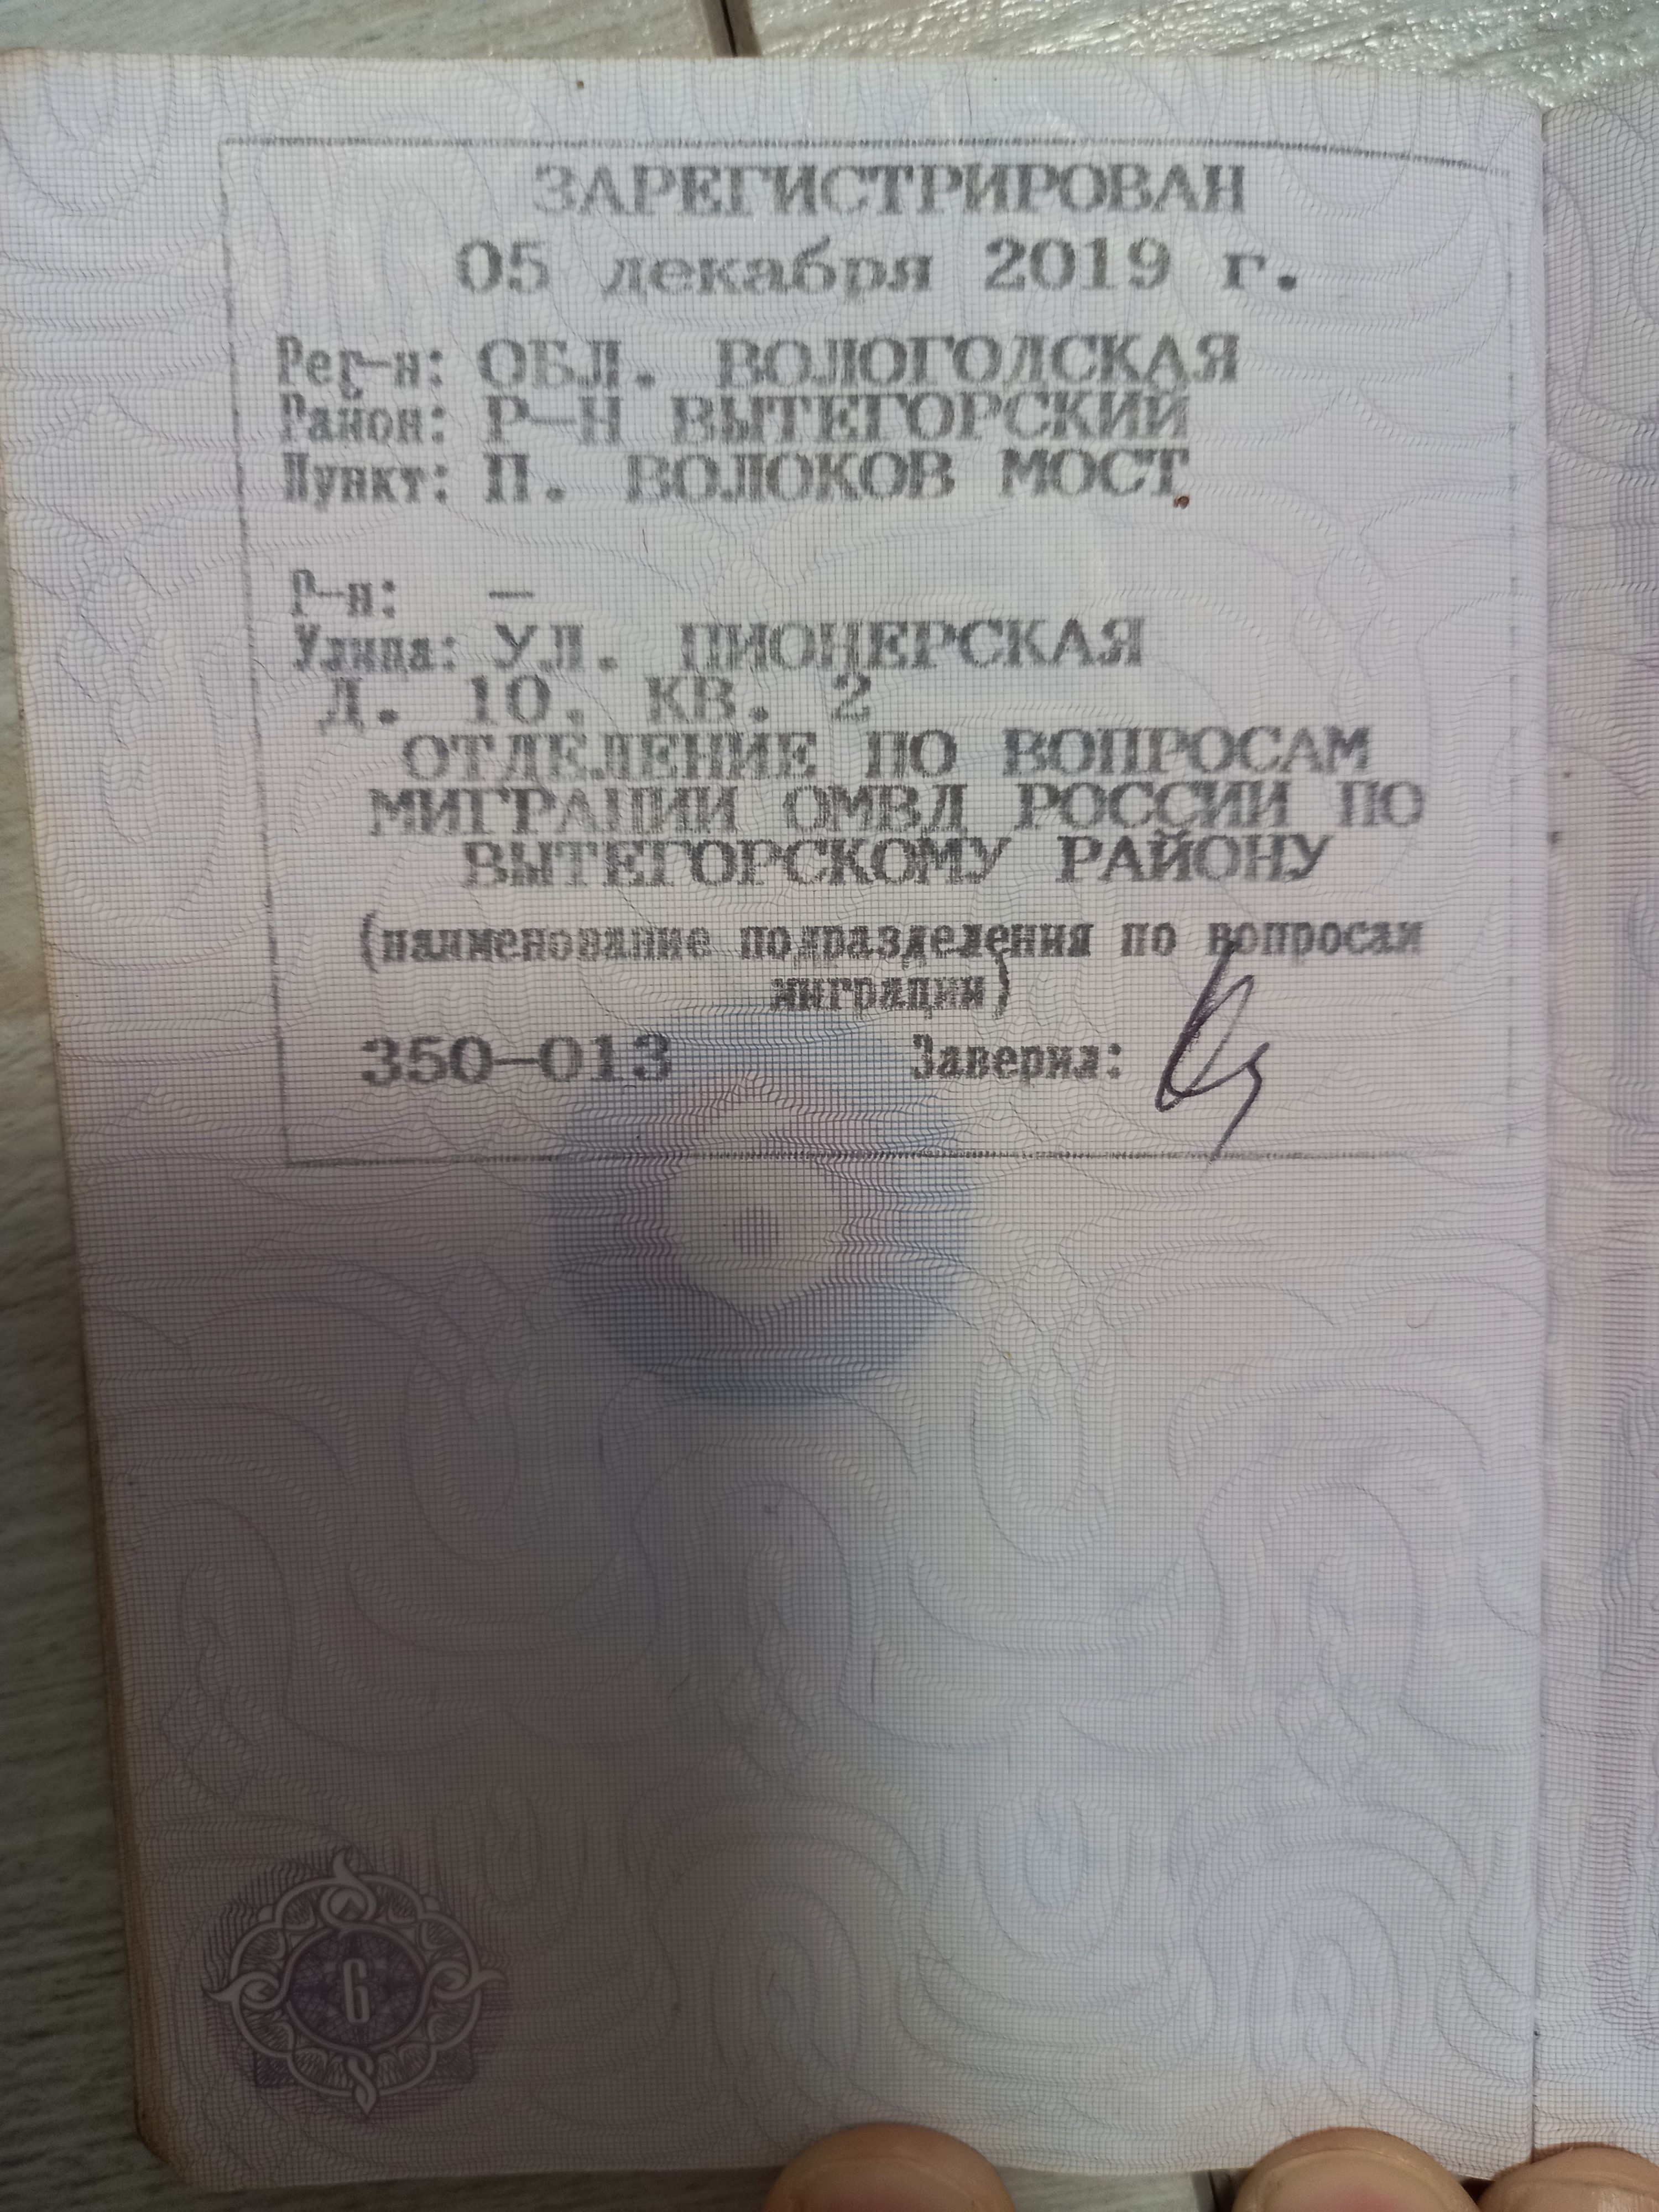 ЗАРЕГИСТРИРОВАН
05 декабря 2019 г.
Рег-н: ОБЛ. ВОЛОГОДСКАЯ
Район: Р-Н ВЫТЕГОРСКИЙ
Пункт: П. ВОЛОКОВ МОСТ
Р-н: —
Улица: УЛ. ПИОНЕРСКАЯ
Д. 10. КВ. 2
ОТДЕЛЕНИЕ ПО ВОПРОСАМ
МИГРАЦИИ ОМВД РОССИИ ПО
ВЫТЕГОРСКОМУ РАЙОНУ
(наименование подразделения по вопросам
миграции)
350-013 Заверил:
6